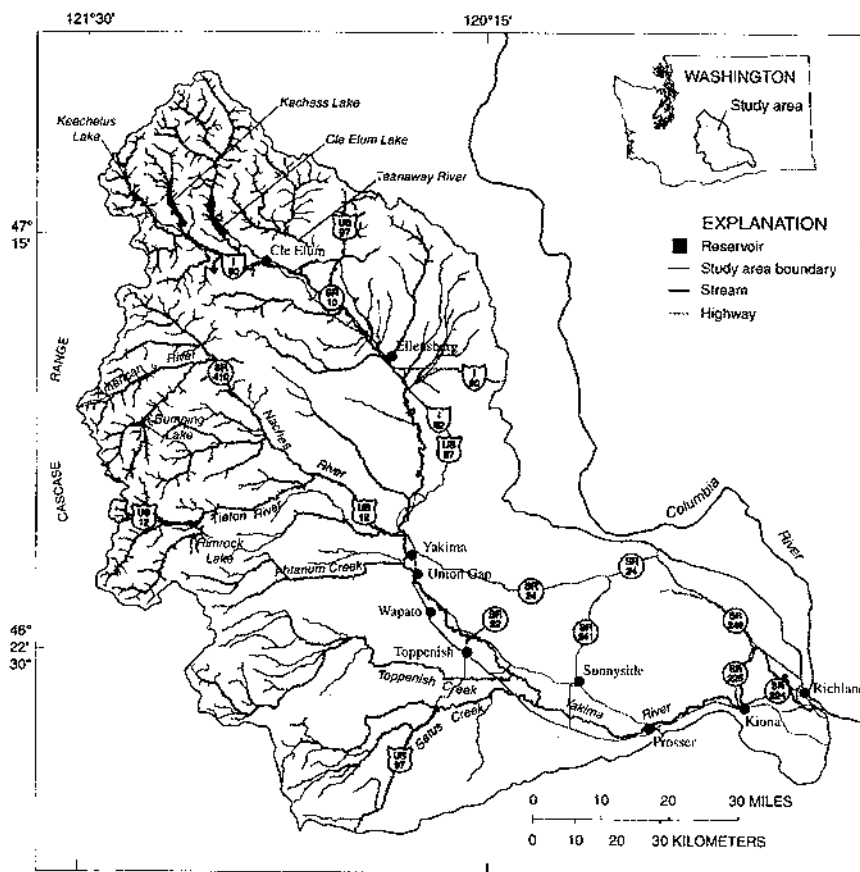 121°30'
120°15'
WASHINGTON
Study area
Kachess Lake
Keechelus
Lake
Cle Elum Lake
Teanaway River
47°
15'
US
97
EXPLANATION
Reservoir
Study area boundary
Stream
Highway
Cle Elum
I
90
SR
10
Ellensburg
RANGE
American
River
SR
410
I
90
I
82
US
97
Bumping
Lake
Naches
River
CASCASE
US
12
Tieton River
US
12
Rimrock
Lake
Columbia
River
Yakima
Ahtanum Creek
Union Gap
SR
24
SR
24
Wapato
SR
22
SR
241
SR
240
46°
22'
30"
Toppenish
Sunnyside
SR
225
SR
224
Richland
Toppenish
Creek
Satus Creek
Yakima
River
Kiona
Prosser
US
97
0 10 20 30 MILES
0 10 20 30 KILOMETERS